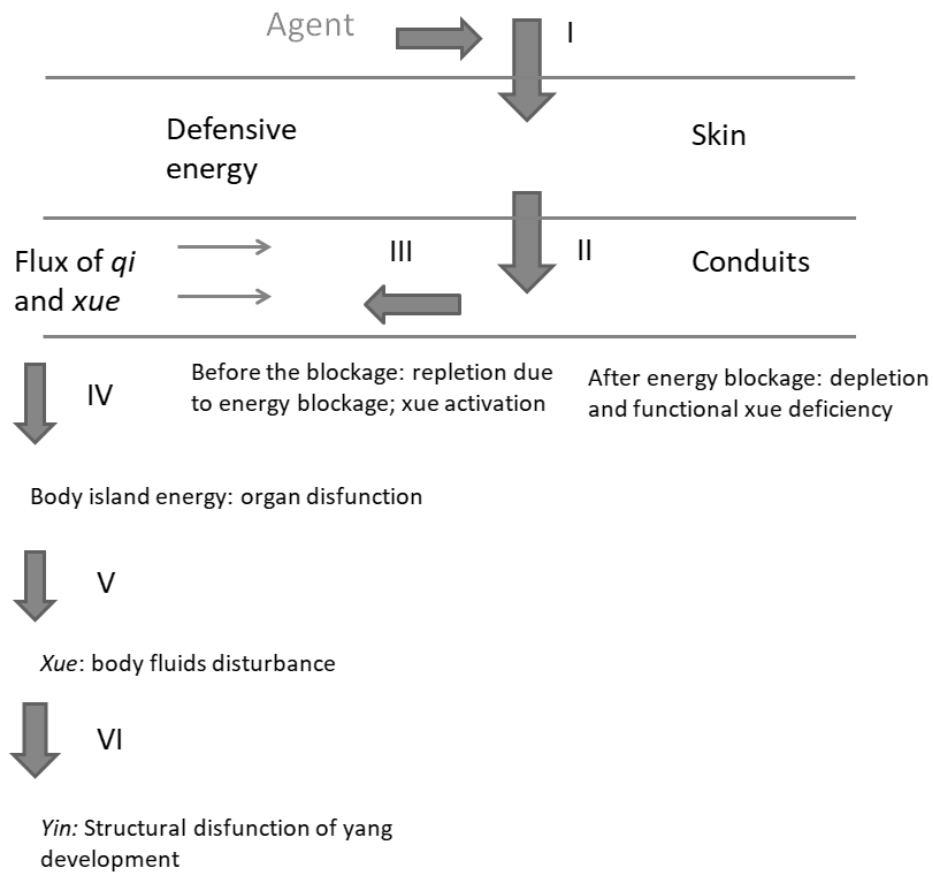 Agent
I
Defensive
energy
Skin
Flux of qi
and xue
III
II
Conduits
IV
Before the blockage: repletion due
to energy blockage; xue activation
After energy blockage: depletion
and functional xue deficiency
Body island energy: organ disfunction
V
Xue: body fluids disturbance
VI
Yin: Structural disfunction of yang
development